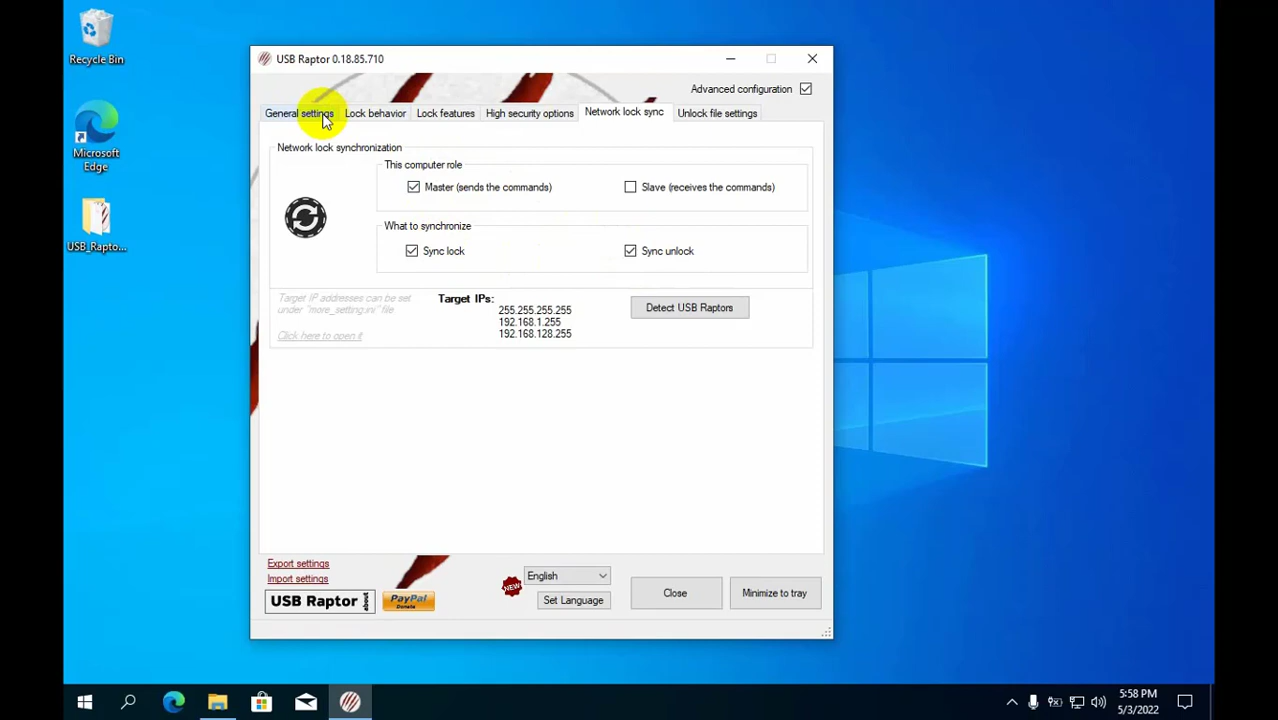 Recycle Bin
Microsoft
Edge
USB_Rapto...
USB Raptor 0.18.85.710
Advanced configuration
General settings
Lock behavior
Lock features
High security options
Network lock sync
Unlock file settings
Network lock synchronization
This computer role
Master (sends the commands)
Slave (receives the commands)
What to synchronize
Sync lock
Sync unlock
Target IP addresses can be set
under "more_setting.ini" file.
Click here to open it
Target IPs:
255.255.255.255
192.168.1.255
192.168.128.255
Detect USB Raptors
Export settings
Import settings
USB Raptor about
PayPal
Donate
NEW
English
Set Language
Close
Minimize to tray
5:58 PM
5/3/2022